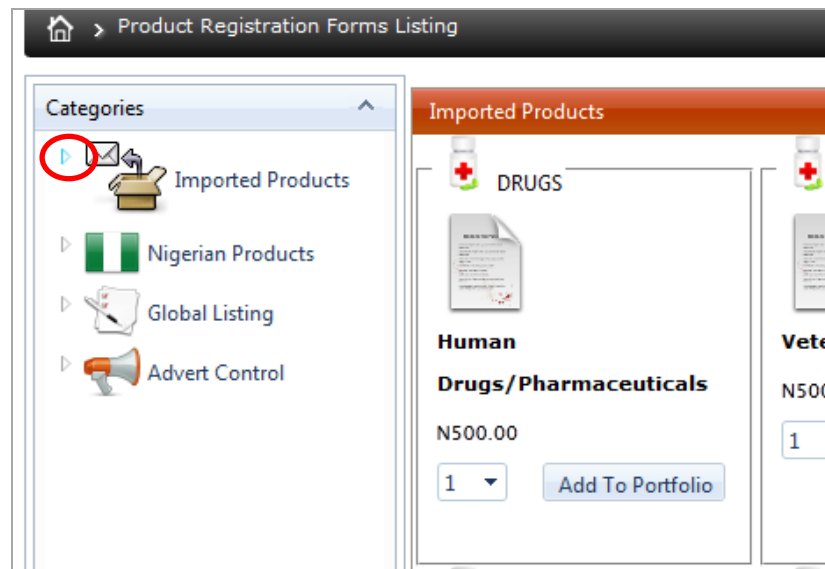 Product Registration Forms Listing
Categories
Imported Products
Nigerian Products
Global Listing
Advert Control
Imported Products
DRUGS
Human
Drugs/Pharmaceuticals
N500.00
1
Add To Portfolio
1